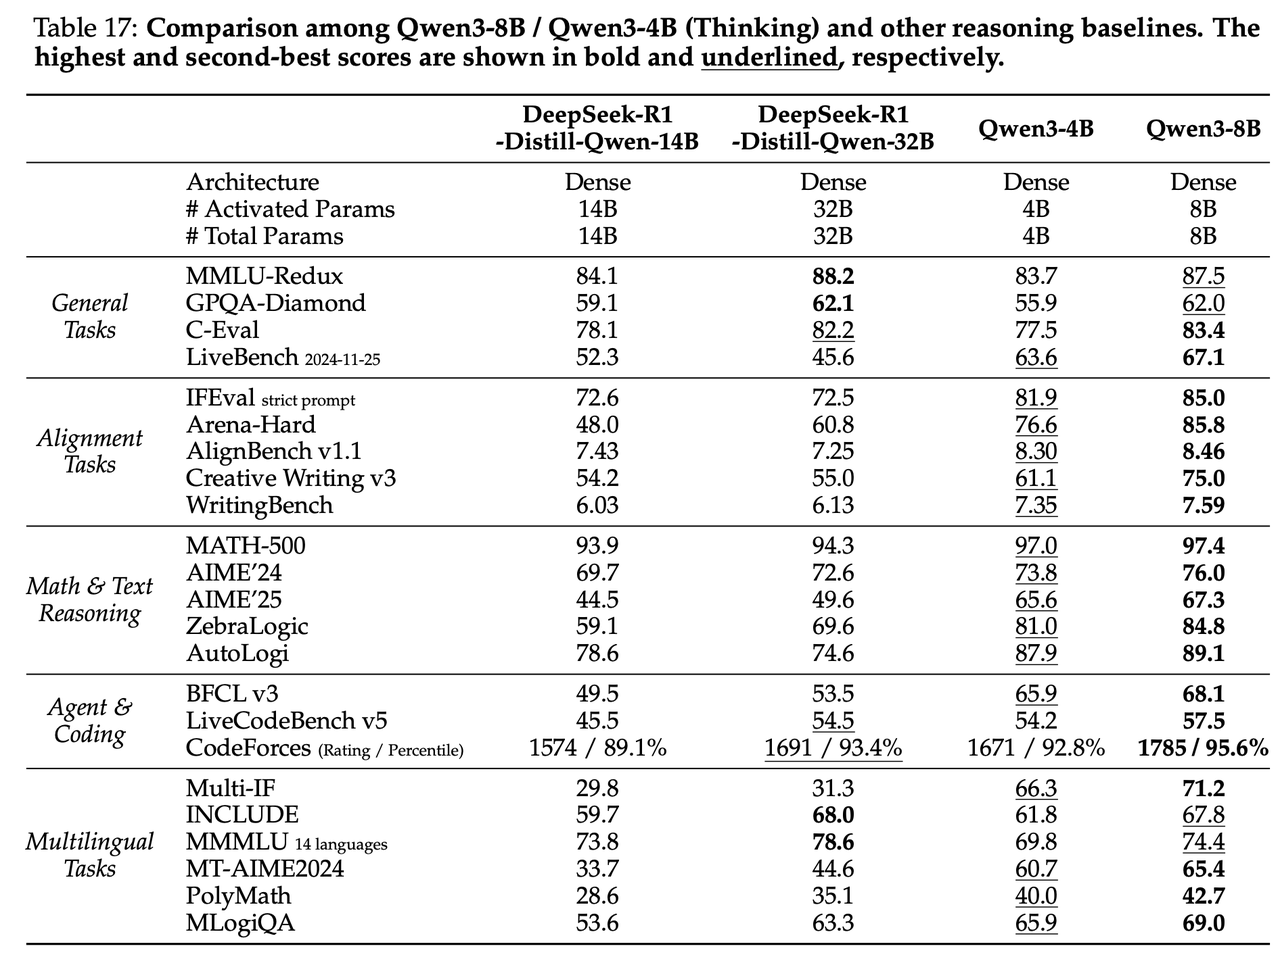 Table 17: Comparison among Qwen3-8B / Qwen3-4B (Thinking) and other reasoning baselines. The
highest and second-best scores are shown in bold and underlined, respectively.
DeepSeek-R1 DeepSeek-R1 Qwen3-4B Qwen3-8B
-Distill-Qwen-14B -Distill-Qwen-32B
Architecture Dense Dense Dense Dense
# Activated Params 14B 32B 4B 8B
# Total Params 14B 32B 4B 8B
General Tasks
MMLU-Redux 84.1 88.2 83.7 87.5
GPQA-Diamond 59.1 62.1 55.9 62.0
C-Eval 78.1 82.2 77.5 83.4
LiveBench 2024-11-25 52.3 45.6 63.6 67.1
Alignment Tasks
IFEval strict prompt 72.6 72.5 81.9 85.0
Arena-Hard 48.0 60.8 76.6 85.8
AlignBench v1.1 7.43 7.25 8.30 8.46
Creative Writing v3 54.2 55.0 61.1 75.0
WritingBench 6.03 6.13 7.35 7.59
Math & Text Reasoning
MATH-500 93.9 94.3 97.0 97.4
AIME’24 69.7 72.6 73.8 76.0
AIME’25 44.5 49.6 65.6 67.3
ZebraLogic 59.1 69.6 81.0 84.8
AutoLogi 78.6 74.6 87.9 89.1
Agent & Coding
BFCL v3 49.5 53.5 65.9 68.1
LiveCodeBench v5 45.5 54.5 54.2 57.5
CodeForces (Rating / Percentile) 1574 / 89.1% 1691 / 93.4% 1671 / 92.8% 1785 / 95.6%
Multilingual Tasks
Multi-IF 29.8 31.3 66.3 71.2
INCLUDE 59.7 68.0 61.8 67.8
MMMLU 14 languages 73.8 78.6 69.8 74.4
MT-AIME2024 33.7 44.6 60.7 65.4
PolyMath 28.6 35.1 40.0 42.7
MLogiQA 53.6 63.3 65.9 69.0